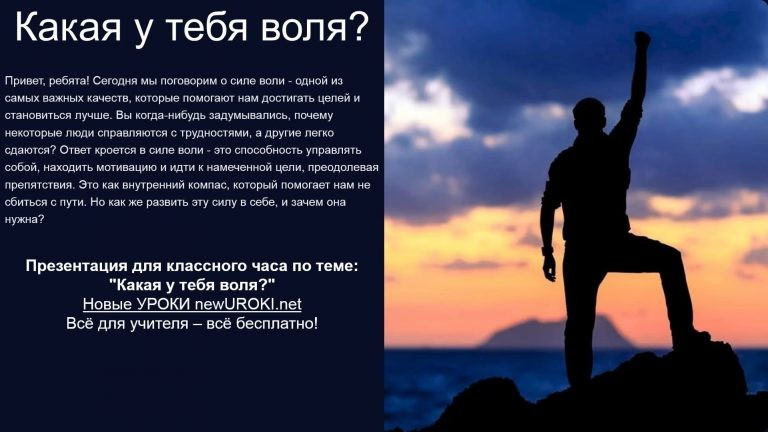 Какая у тебя воля?
Привет, ребята! Сегодня мы поговорим о силе воли - одной из
самых важных качеств, которые помогают нам достигать целей и
становиться лучше. Вы когда-нибудь задумывались, почему
некоторые люди справляются с трудностями, а другие легко
сдаются? Ответ кроется в силе воли - это способность управлять
собой, находить мотивацию и идти к намеченной цели, преодолевая
препятствия. Это как внутренний компас, который помогает нам не
сбиться с пути. Но как же развить эту силу в себе, и зачем она
нужна?
Презентация для классного часа по теме:
"Какая у тебя воля?"
Новые УРОКИ newUROKI.net
Всё для учителя – всё бесплатно!